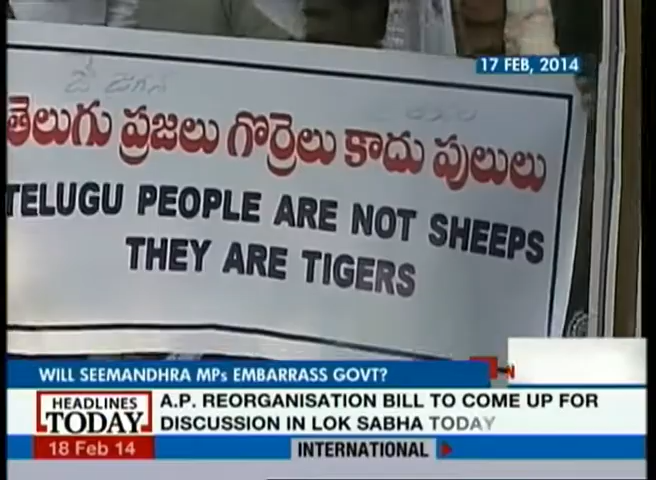 17 FEB, 2014
తెలుగు ప్రజలు గొర్రెలు కాదు పులులు
TELUGU PEOPLE ARE NOT SHEEPS
THEY ARE TIGERS
WILL SEEMANDHRA MPs EMBARRASS GOVT?
HEADLINES
TODAY
A.P. REORGANISATION BILL TO COME UP FOR
DISCUSSION IN LOK SABHA TODAY
18 Feb 14
INTERNATIONAL